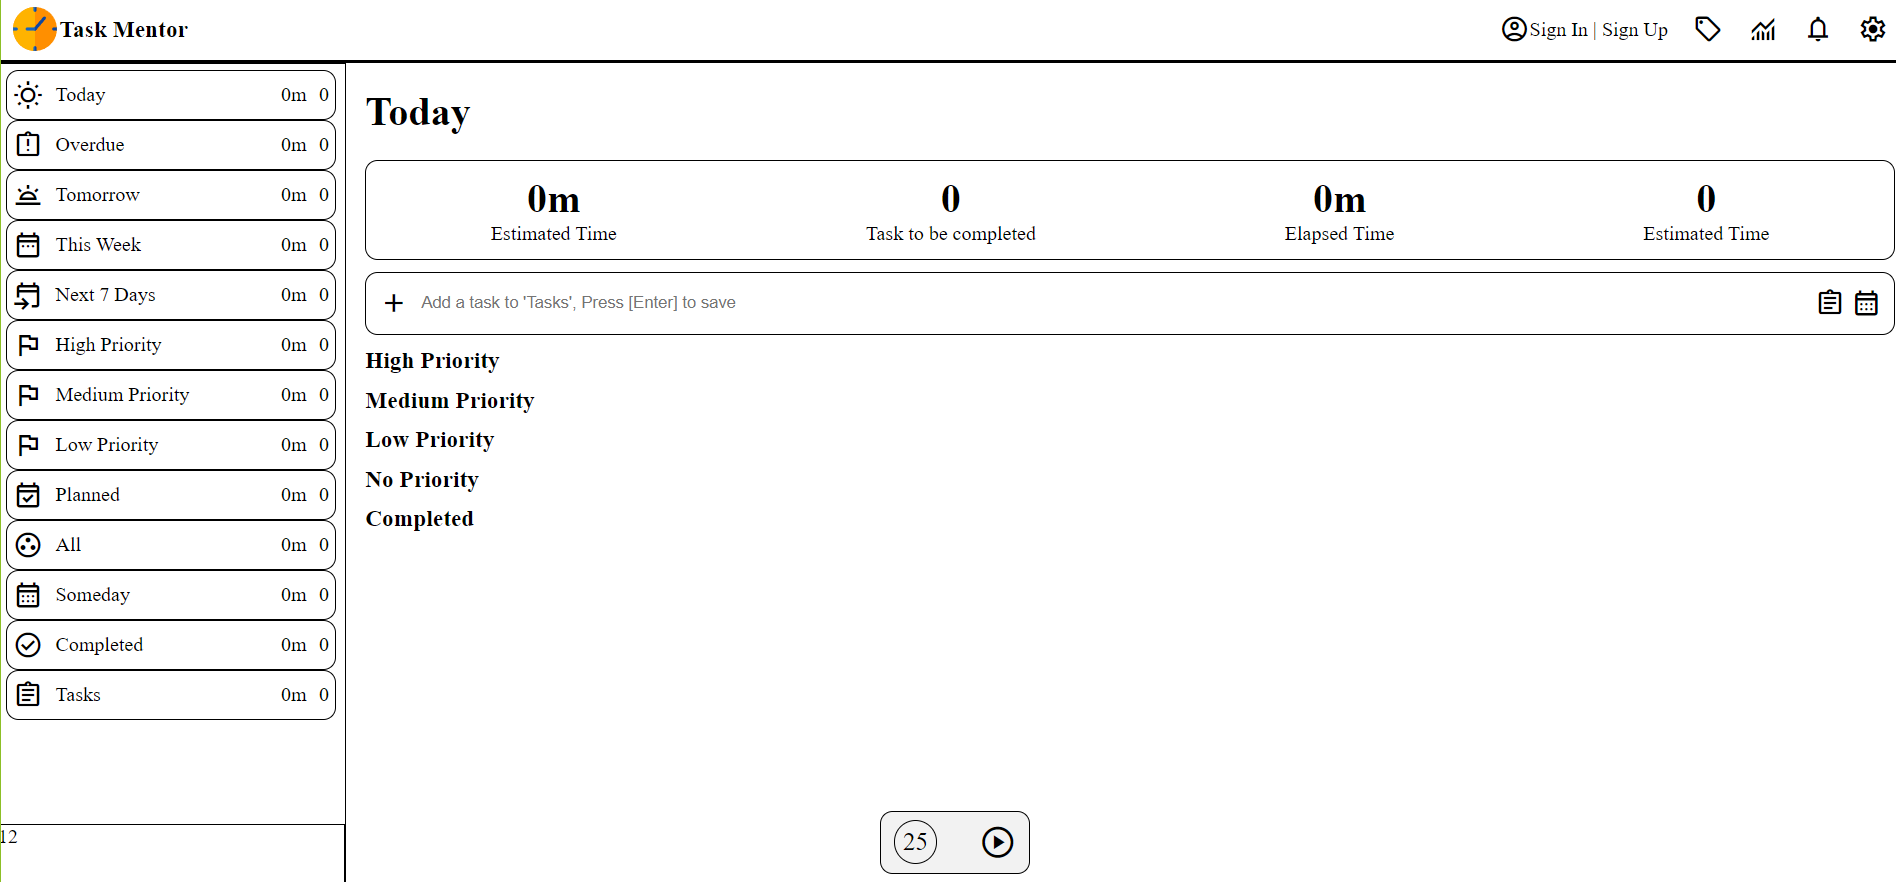 Task Mentor
Sign In | Sign Up
Today 0m 0
Overdue 0m 0
Tomorrow 0m 0
This Week 0m 0
Next 7 Days 0m 0
High Priority 0m 0
Medium Priority 0m 0
Low Priority 0m 0
Planned 0m 0
All 0m 0
Someday 0m 0
Completed 0m 0
Tasks 0m 0
12
Today
0m 0 0m 0
Estimated Time Task to be completed Elapsed Time Estimated Time
Add a task to 'Tasks', Press [Enter] to save
High Priority
Medium Priority
Low Priority
No Priority
Completed
25